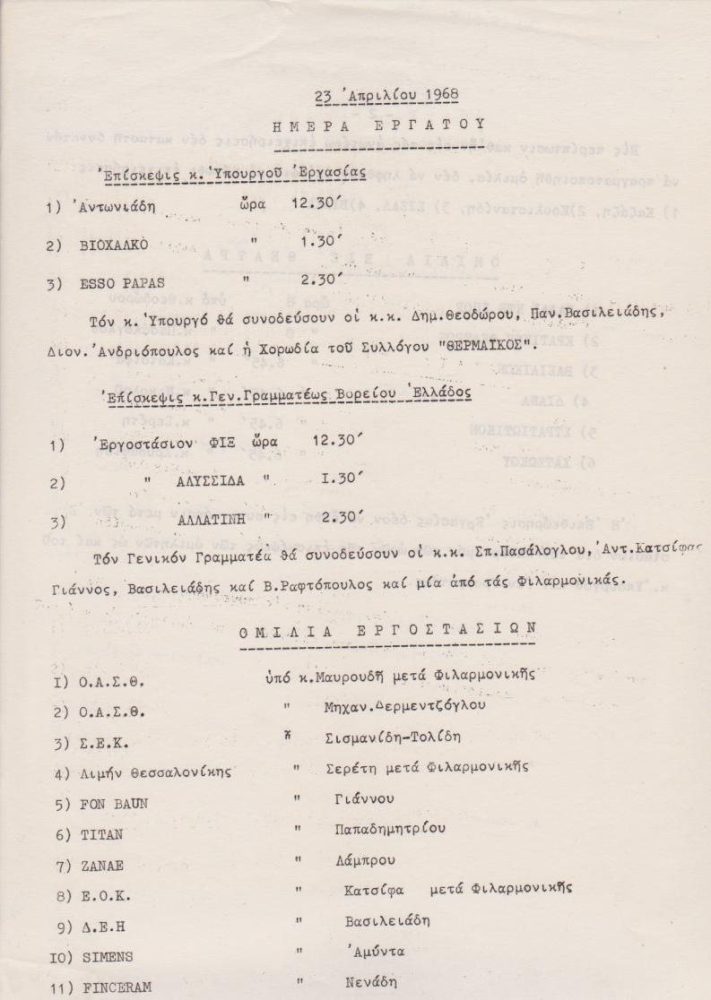 23 Ἀπριλίου 1968
ΗΜΕΡΑ ΕΡΓΑΤΟΥ
Ἐπίσκεψις κ. Ὑπουργοῦ Ἐργασίας
1) Ἀντωνιάδη ὥρα 12.30´
2) ΒΙΟΧΑΛΚΟ " 1.30´
3) ESSO PAPAS " 2.30´
Τόν κ. Ὑπουργό θά συνοδεύσουν οἱ κ.κ. Δημ.Θεοδώρου, Παν.Βασιλειάδης,
Διον. Ἀνδριόπουλος καί ἡ Χορωδία τοῦ Συλλόγου "ΘΕΡΜΑΪΚΟΣ".
Ἐπίσκεψις κ.Γεν.Γραμματέως Βορείου Ἑλλάδος
1) Ἐργοστάσιον ΦΙΞ ὥρα 12.30´
2) " ΑΛΥΣΣΙΔΑ " I.30´
3) ΑΛΛΑΤΙΝΗ " 2.30´
Τόν Γενικόν Γραμματέα θά συνοδεύσουν οἱ κ.κ. Σπ.Πασάλογλου, Ἀντ.Κατσίφας
Γιάννος, Βασιλειάδης καί Β.Ραφτόπουλος καί μία ἀπό τάς Φιλαρμονικάς.
ΟΜΙΛΙΑ ΕΡΓΟΣΤΑΣΙΩΝ
I) Ο.Α.Σ.Θ. ὑπό κ.Μαυρουδῆ μετά Φιλαρμονικῆς
2) Ο.Α.Σ.Θ. " Μηχαν.Δερμεντζόγλου
3) Σ.Ε.Κ. " Σισμανίδη-Τολίδη
4) Λιμήν Θεσσαλονίκης " Σερέτη μετά Φιλαρμονικῆς
5) FON BAUN " Γιάννου
6) ΤΙΤΑΝ " Παπαδημητρίου
7) ΖΑΝΑΕ " Λάμπρου
8) Ε.Ο.Κ. " Κατσίφα μετά Φιλαρμονικῆς
9) Δ.Ε.Η " Βασιλειάδη
IO) SIMENS " Ἀμύντα
11) FINCERAM " Νενάδη